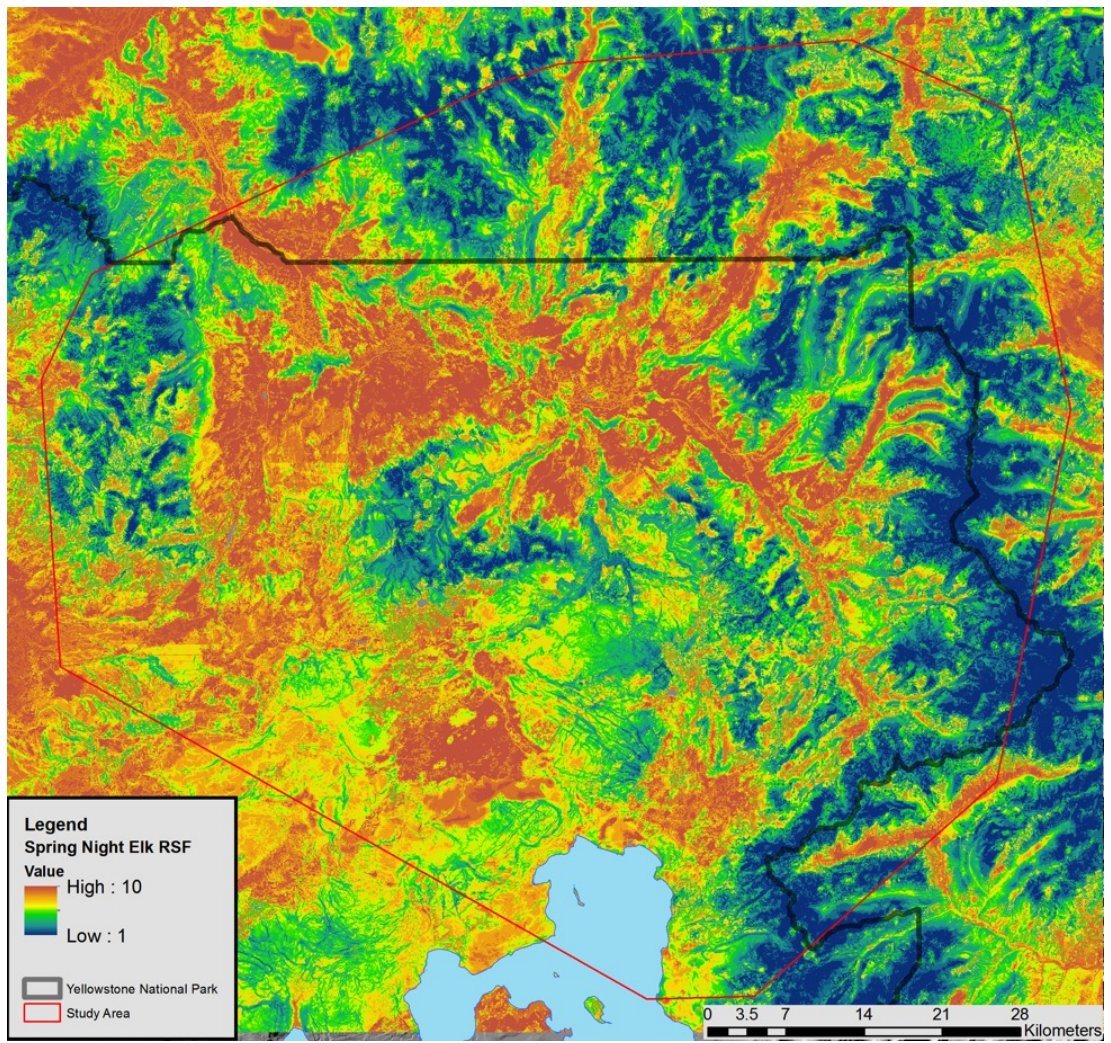 Legend
Spring Night Elk RSF
Value
High : 10
Low : 1
Yellowstone National Park
Study Area
0 3.5 7 14 21 28
Kilometers